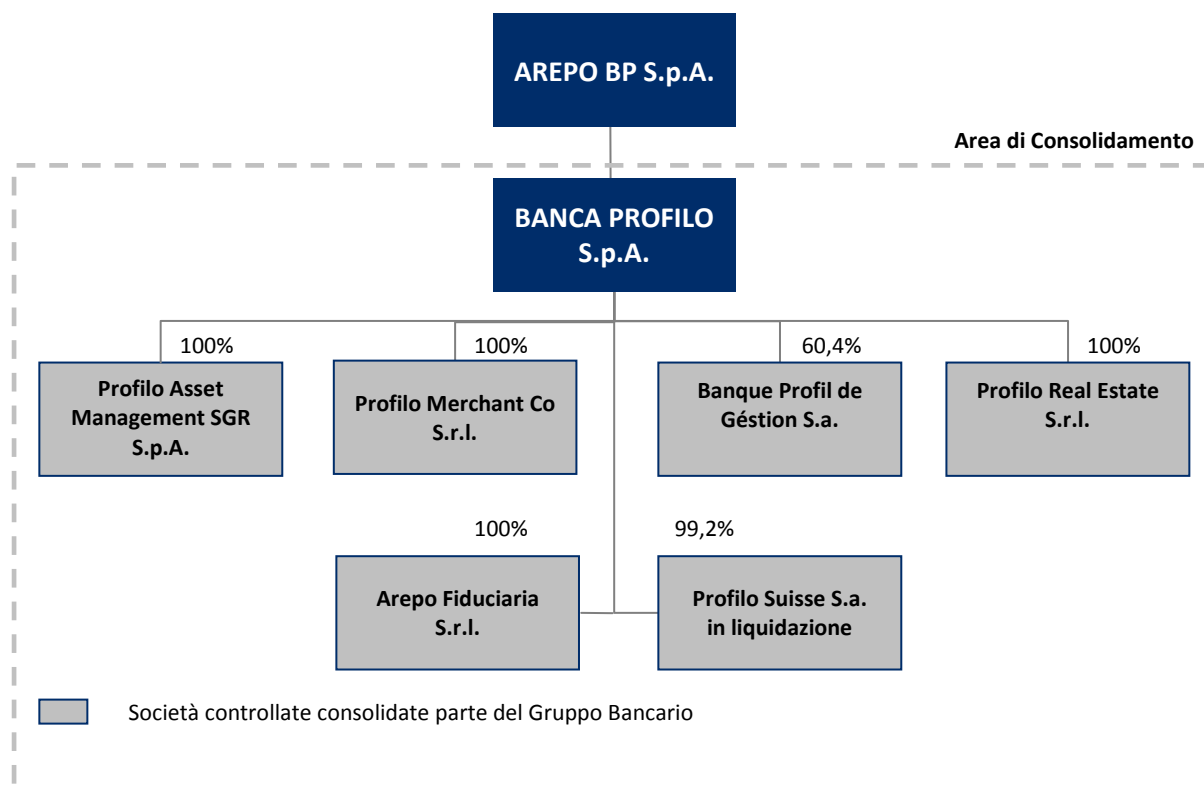 AREPO BP S.p.A.
Area di Consolidamento
BANCA PROFILO
S.p.A.
100%
100%
60,4%
100%
Profilo Asset
Management SGR
S.p.A.
Profilo Merchant Co
S.r.l.
Banque Profil de
Géstion S.a.
Profilo Real Estate
S.r.l.
100%
99,2%
Arepo Fiduciaria
S.r.l.
Profilo Suisse S.a.
in liquidazione
Società controllate consolidate parte del Gruppo Bancario